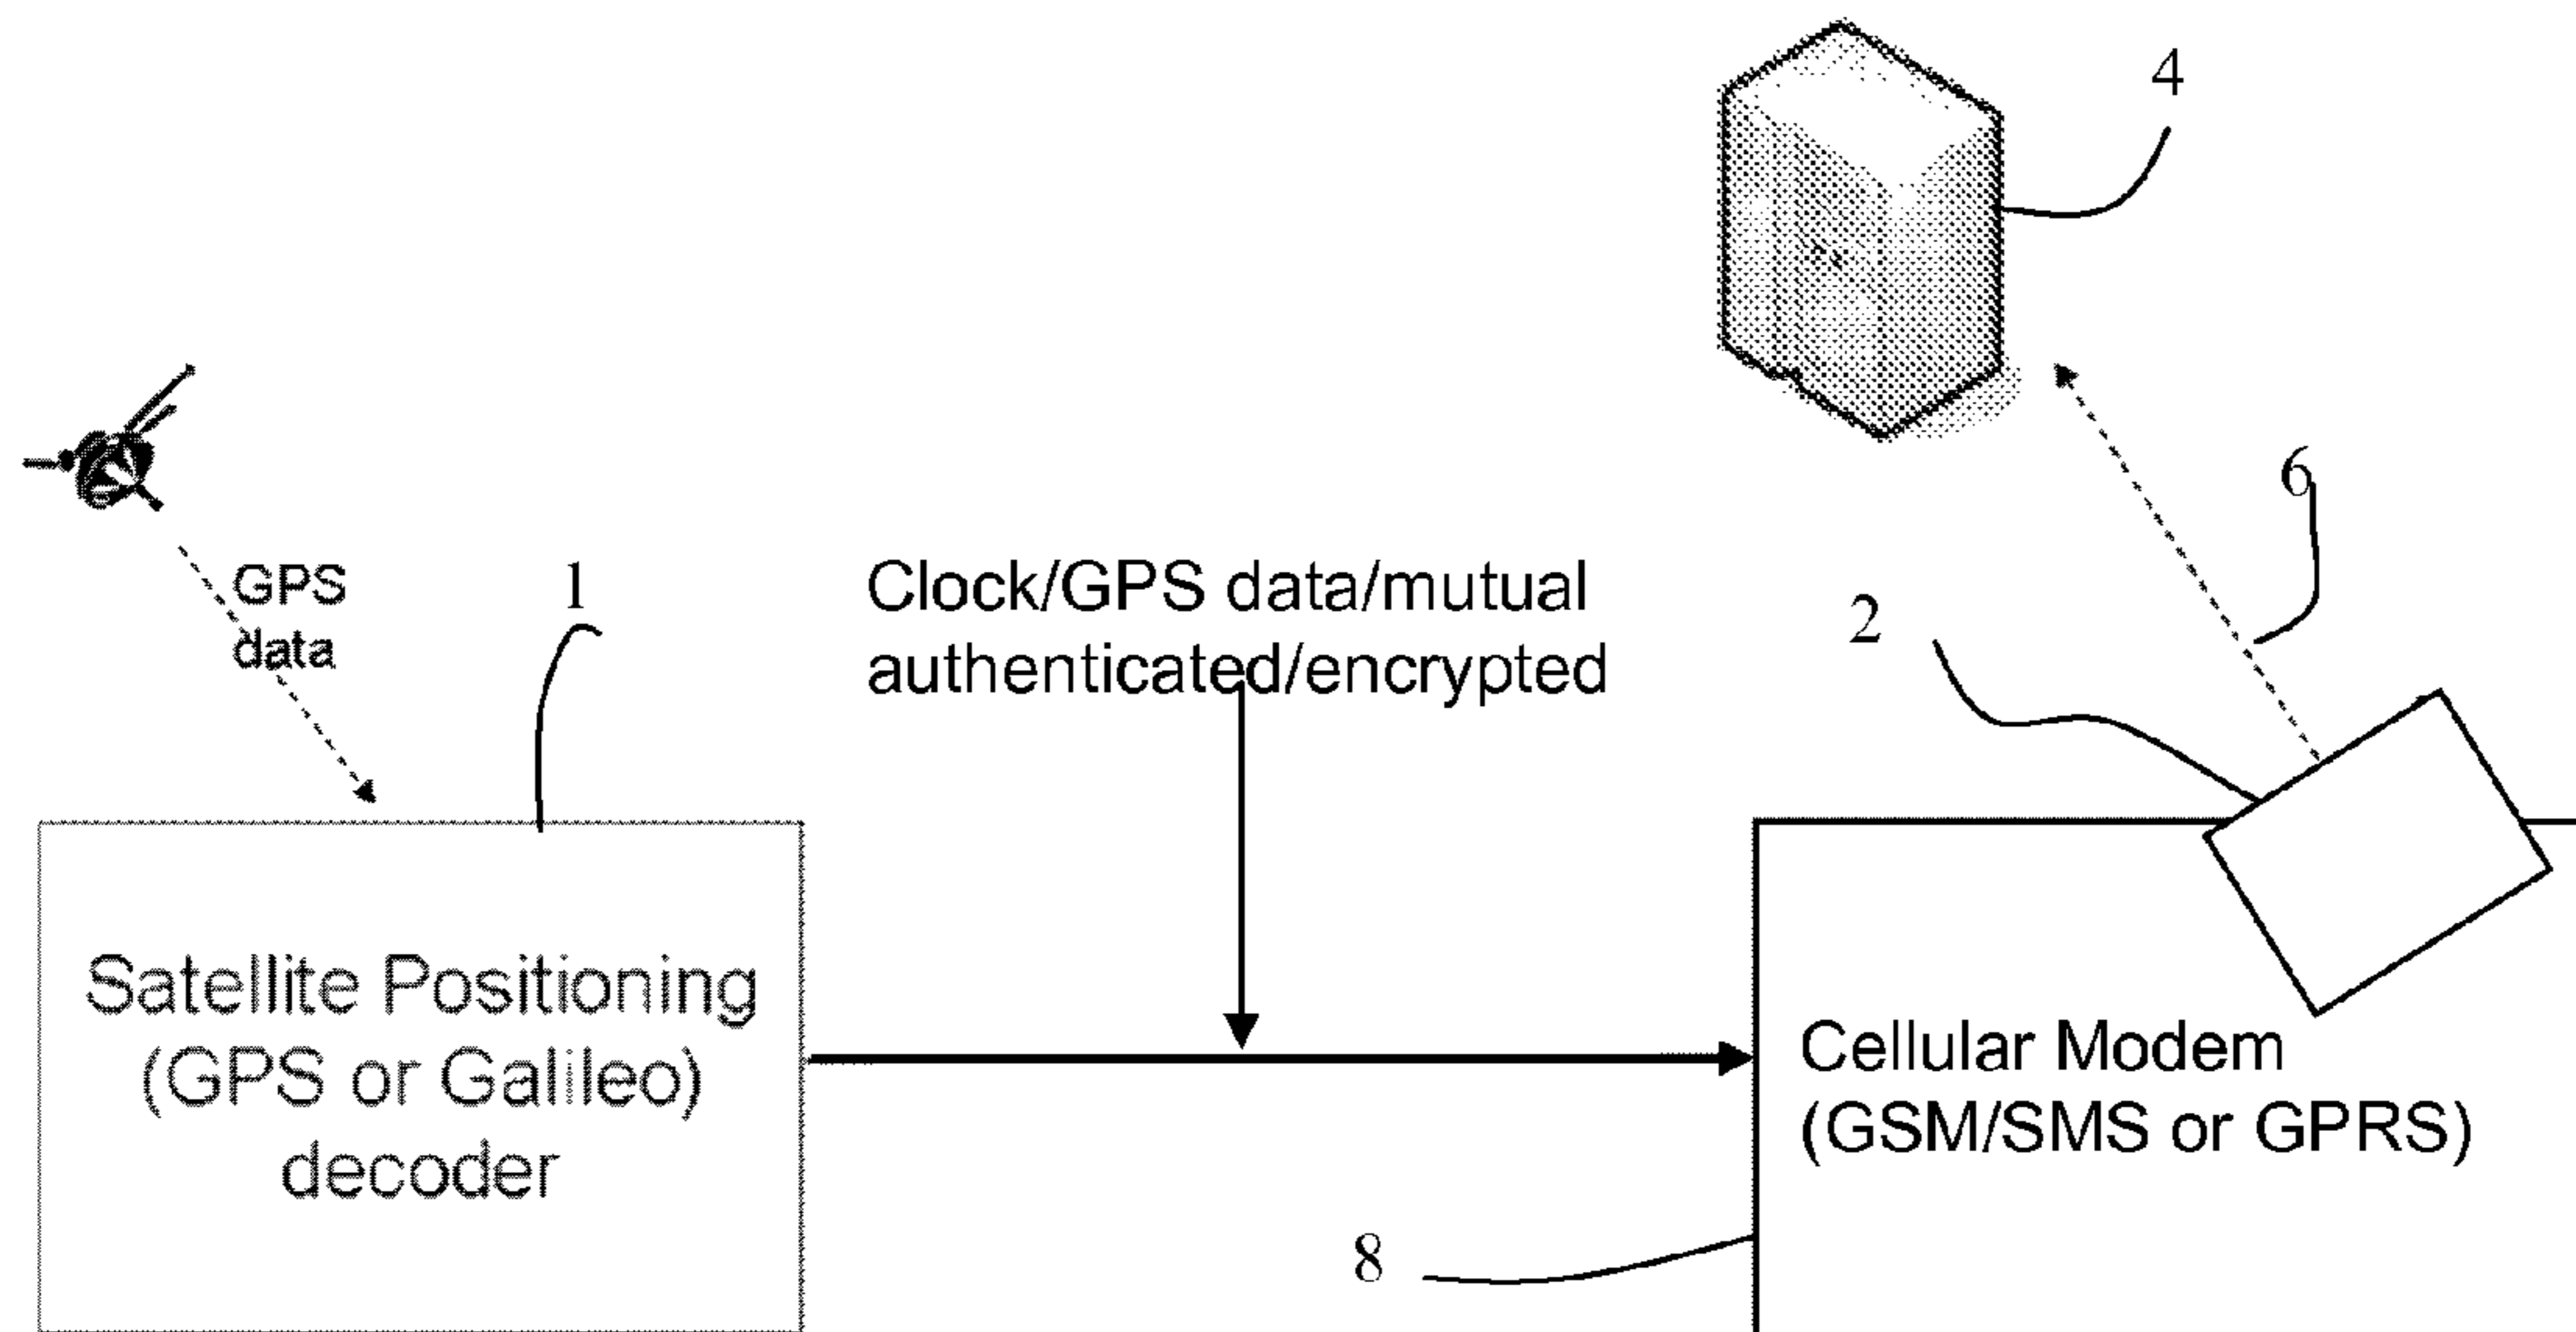 4
6
GPS
data
1
Clock/GPS data/mutual
authenticated/encrypted
2
Satellite Positioning
(GPS or Galileo)
decoder
Cellular Modem
(GSM/SMS or GPRS)
8